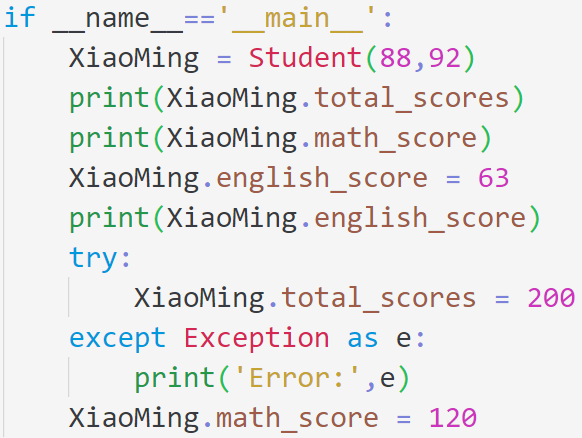 if __name__=='__main__':
    XiaoMing = Student(88,92)
    print(XiaoMing.total_scores)
    print(XiaoMing.math_score)
    XiaoMing.english_score = 63
    print(XiaoMing.english_score)
    try:
        XiaoMing.total_scores = 200
    except Exception as e:
        print('Error:',e)
    XiaoMing.math_score = 120